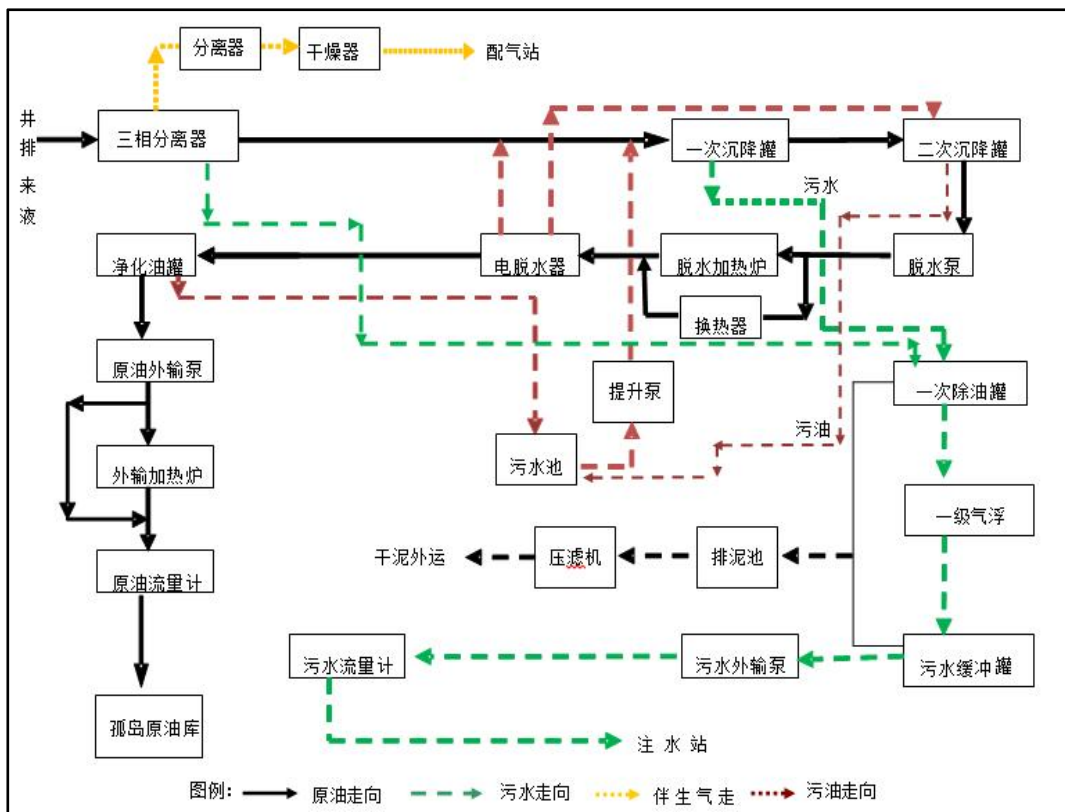 分离器
干燥器
配气站
井
排
来
液
三相分离器
一次沉降罐
二次沉降罐
污水
净化油罐
电脱水器
脱水加热炉
脱水泵
换热器
原油外输泵
提升泵
一次除油罐
污油
污水池
外输加热炉
一级气浮
干泥外运
压滤机
排泥池
原油流量计
污水流量计
污水外输泵
污水缓冲罐
孤岛原油库
注 水 站
图例: 原油走向 污水走向 伴生气走 污油走向